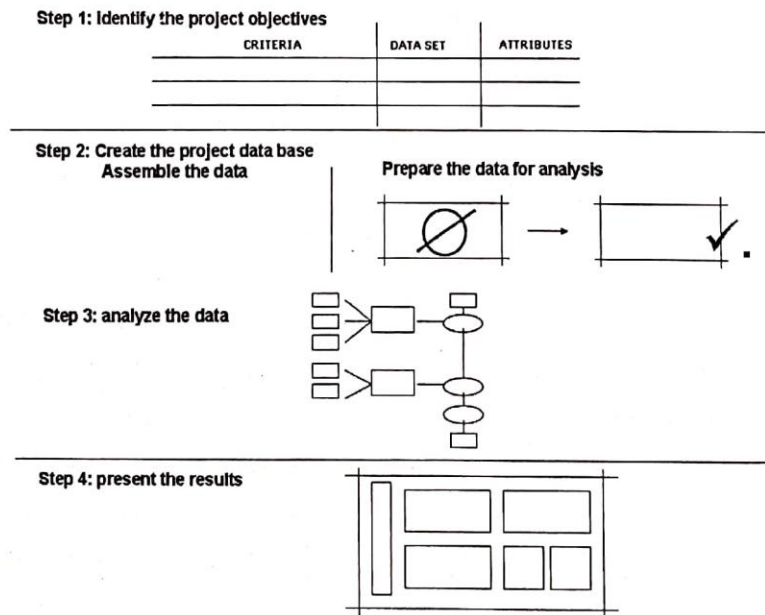 Step 1: Identify the project objectives
CRITERIA DATA SET ATTRIBUTES
Step 2: Create the project data base
Assemble the data
Prepare the data for analysis
Step 3: analyze the data
Step 4: present the results